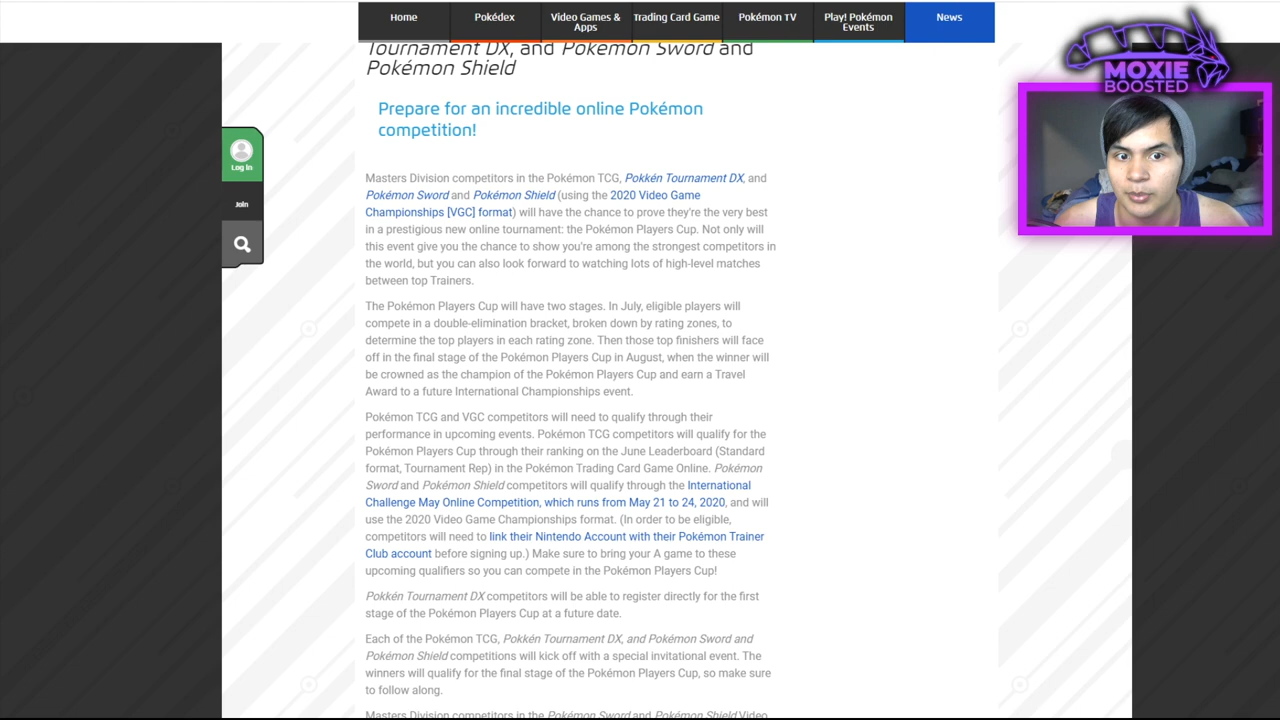 Home
Pokédex
Video Games &
Apps
Trading Card Game
Pokémon TV
Play! Pokémon
Events
News
MOXIE
BOOSTED
Tournament DX, and Pokémon Sword and
Pokémon Shield
Prepare for an incredible online Pokémon
competition!
Log In
Join
Masters Division competitors in the Pokémon TCG, Pokkén Tournament DX, and
Pokémon Sword and Pokémon Shield (using the 2020 Video Game
Championships [VGC] format) will have the chance to prove they're the very best
in a prestigious new online tournament: the Pokémon Players Cup. Not only will
this event give you the chance to show you're among the strongest competitors in
the world, but you can also look forward to watching lots of high-level matches
between top Trainers.
The Pokémon Players Cup will have two stages. In July, eligible players will
compete in a double-elimination bracket, broken down by rating zones, to
determine the top players in each rating zone. Then those top finishers will face
off in the final stage of the Pokémon Players Cup in August, when the winner will
be crowned as the champion of the Pokémon Players Cup and earn a Travel
Award to a future International Championships event.
Pokémon TCG and VGC competitors will need to qualify through their
performance in upcoming events. Pokémon TCG competitors will qualify for the
Pokémon Players Cup through their ranking on the June Leaderboard (Standard
format, Tournament Rep) in the Pokémon Trading Card Game Online. Pokémon
Sword and Pokémon Shield competitors will qualify through the International
Challenge May Online Competition, which runs from May 21 to 24, 2020, and will
use the 2020 Video Game Championships format. (In order to be eligible,
competitors will need to link their Nintendo Account with their Pokémon Trainer
Club account before signing up.) Make sure to bring your A game to these
upcoming qualifiers so you can compete in the Pokémon Players Cup!
Pokkén Tournament DX competitors will be able to register directly for the first
stage of the Pokémon Players Cup at a future date.
Each of the Pokémon TCG, Pokkén Tournament DX, and Pokémon Sword and
Pokémon Shield competitions will kick off with a special invitational event. The
winners will qualify for the final stage of the Pokémon Players Cup, so make sure
to follow along.
Masters Division competitors in the Pokémon Sword and Pokémon Shield Video